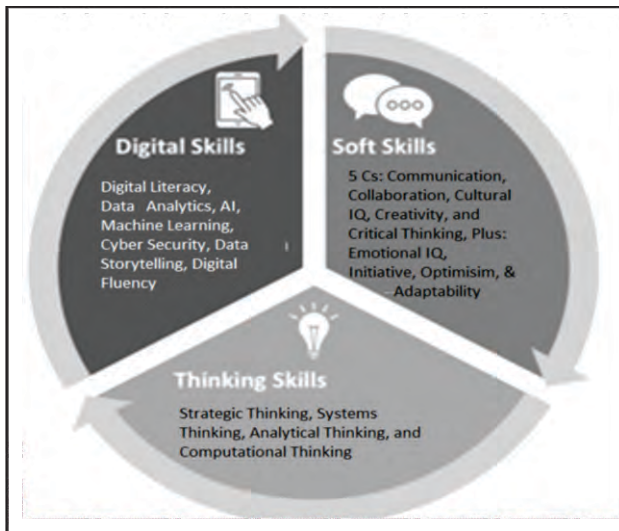 Digital Skills
Digital Literacy,
Data Analytics, AI,
Machine Learning,
Cyber Security, Data
Storytelling, Digital
Fluency
Soft Skills
5 Cs: Communication,
Collaboration, Cultural
IQ, Creativity, and
Critical Thinking, Plus:
Emotional IQ,
Initiative, Optimisim, &
Adaptability
Thinking Skills
Strategic Thinking, Systems
Thinking, Analytical Thinking, and
Computational Thinking